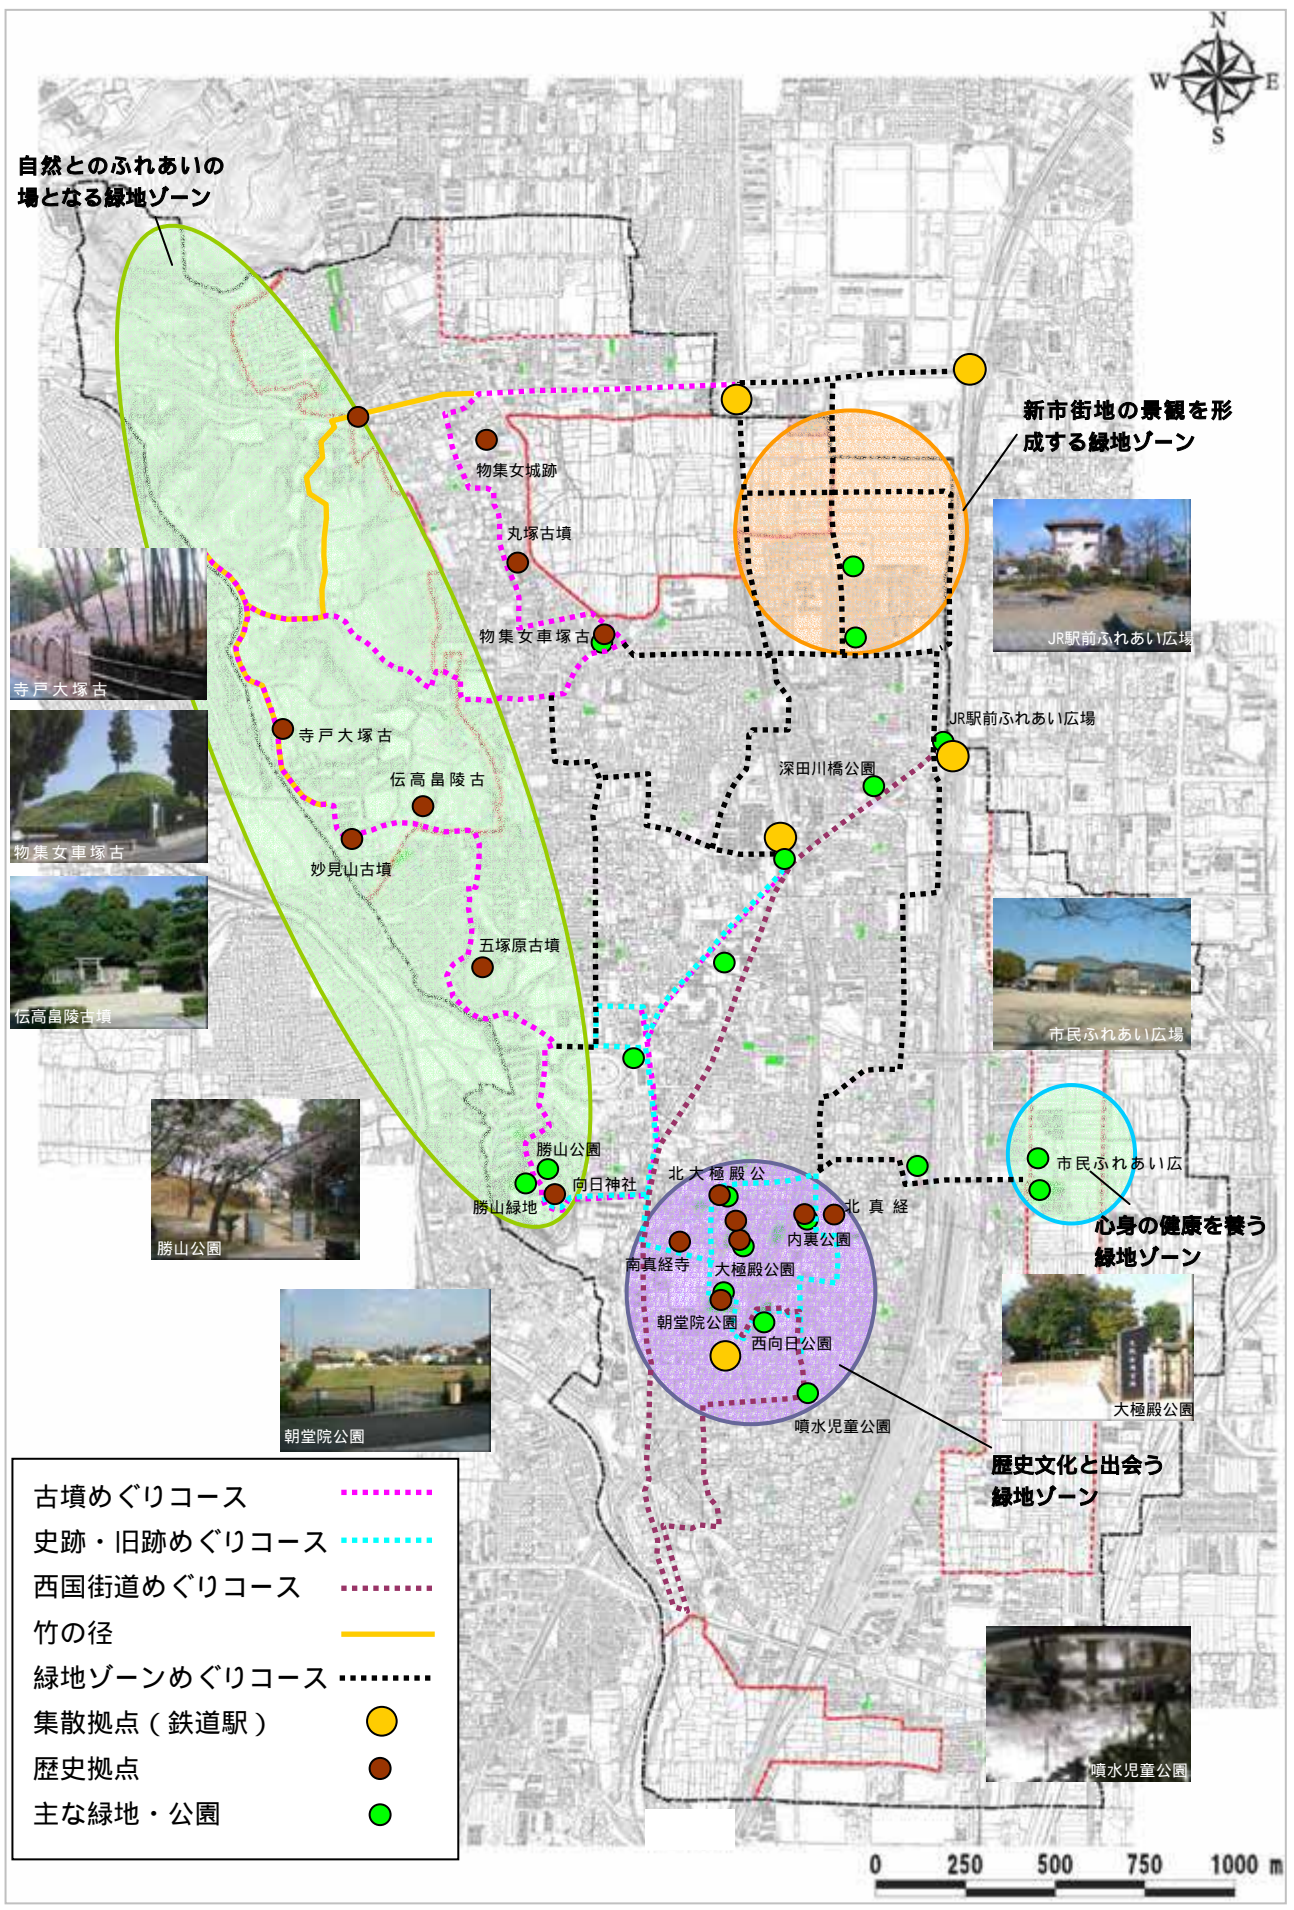 N
W
E
S
自然とのふれあいの
場となる緑地ゾーン
新市街地の景観を形
成する緑地ゾーン
物集女城跡
丸塚古墳
物集女車塚古
JR駅前ふれあい広場
寺戸大塚古
寺戸大塚古
JR駅前ふれあい広場
深田川橋公園
伝高畠陵古
物集女車塚古
妙見山古墳
五塚原古墳
伝高畠陵古墳
市民ふれあい広場
勝山公園
北大極殿公
市民ふれあい広
向日神社
勝山緑地
北真経
心身の健康を養う
緑地ゾーン
内裏公園
勝山公園
南真経寺
大極殿公園
朝堂院公園
西向日公園
大極殿公園
噴水児童公園
朝堂院公園
歴史文化と出会う
緑地ゾーン
古墳めぐりコース
史跡・旧跡めぐりコース
西国街道めぐりコース
竹の径
緑地ゾーンめぐりコース
集散拠点(鉄道駅)
歴史拠点
主な緑地・公園
噴水児童公園
0 250 500 750 1000 m